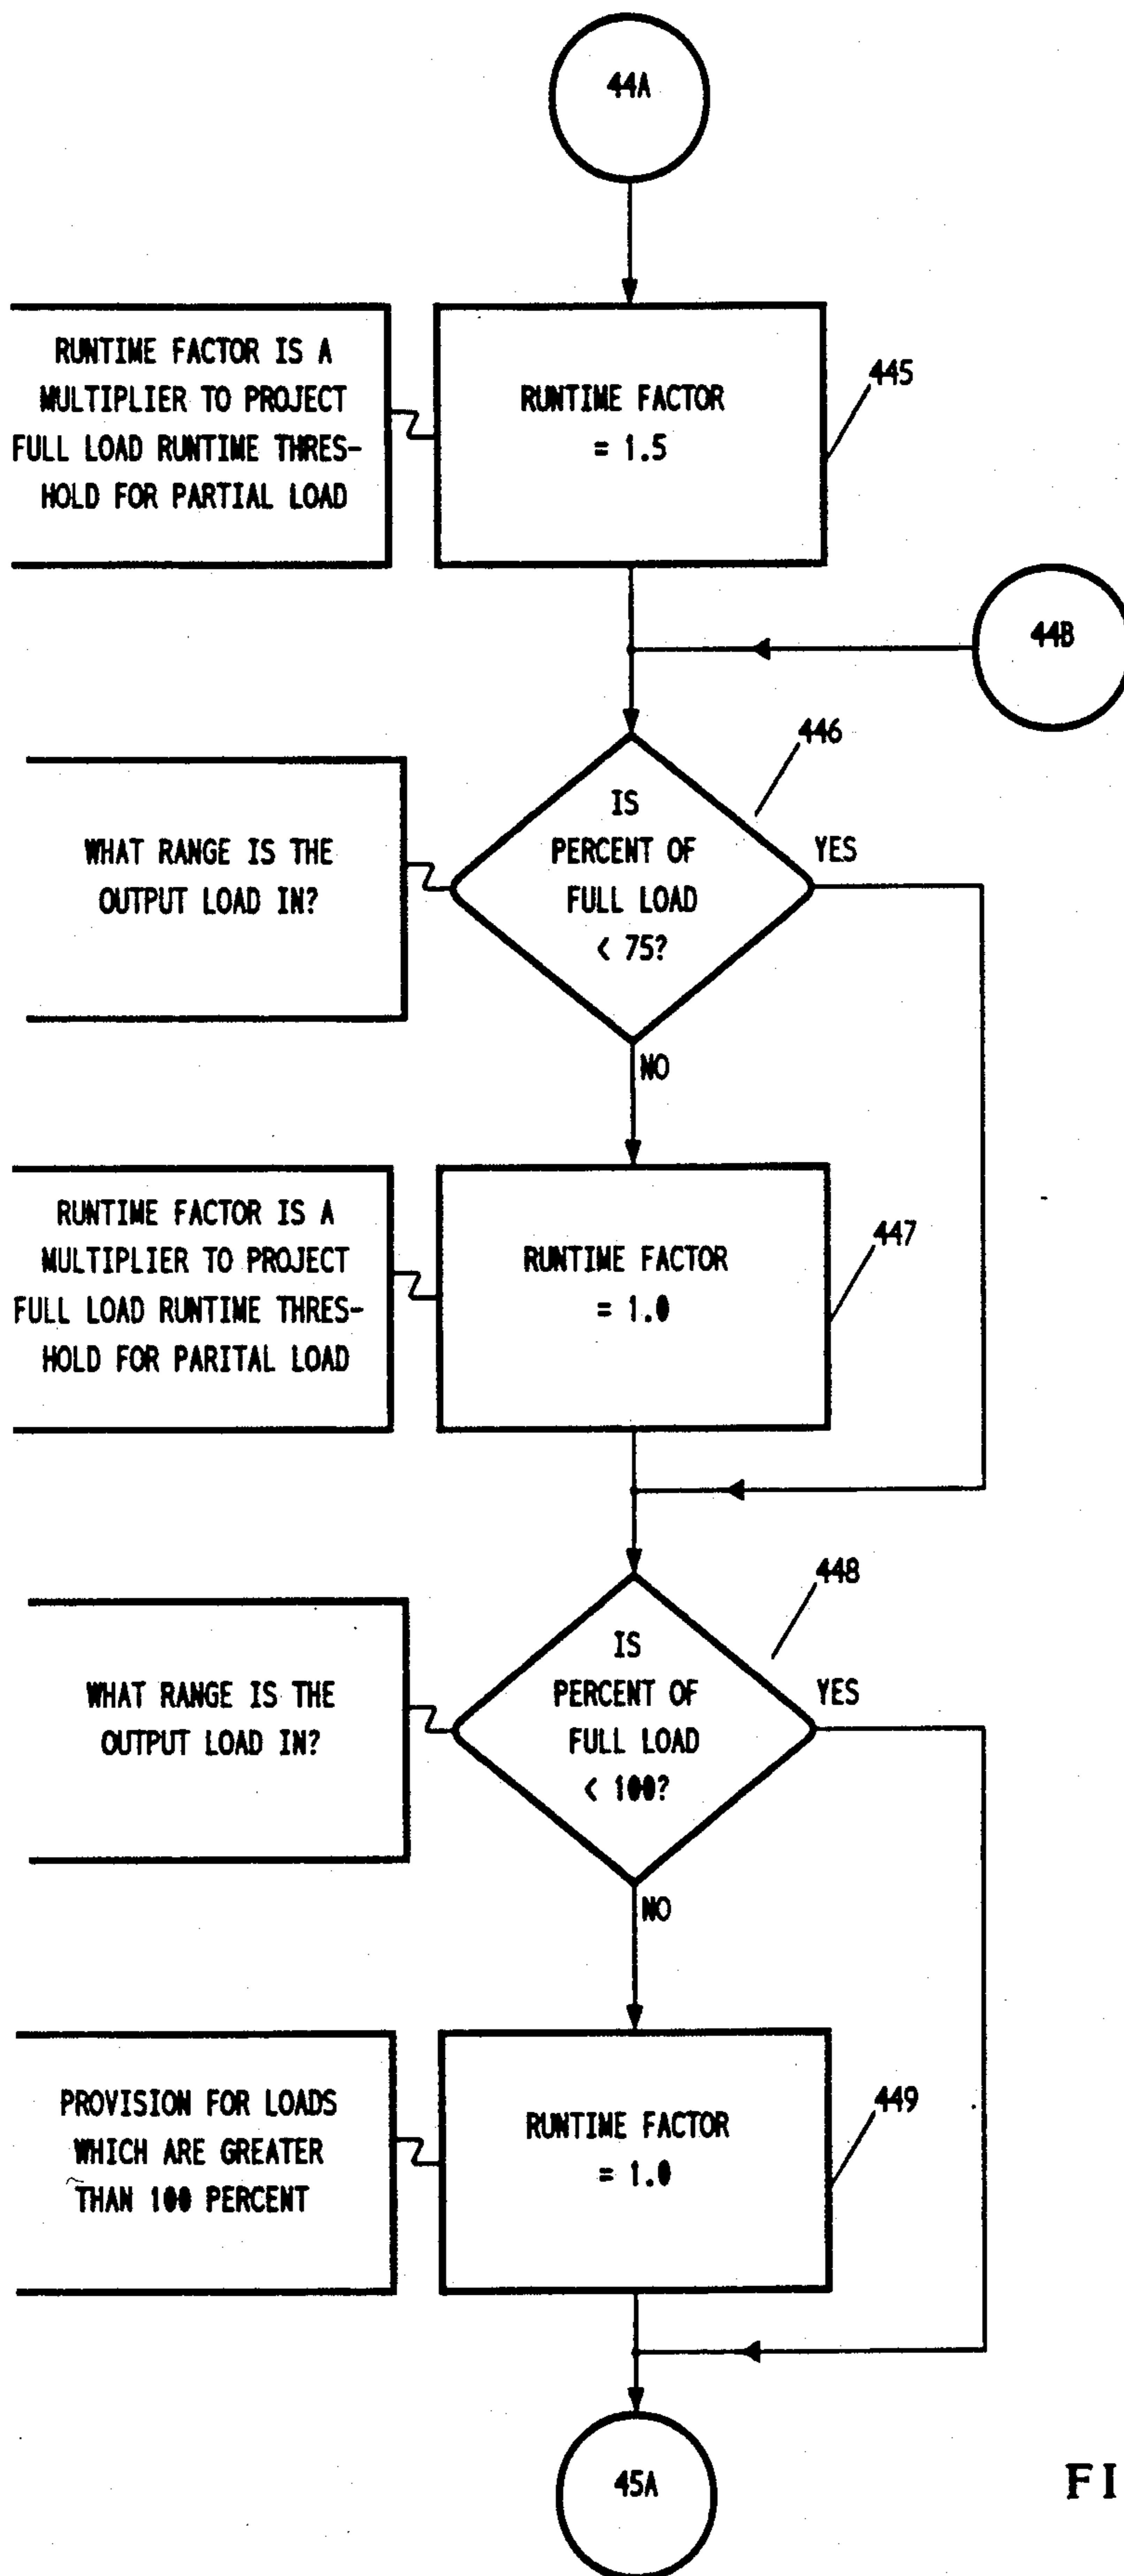 44A
RUNTIME FACTOR IS A
MULTIPLIER TO PROJECT
FULL LOAD RUNTIME THRES-
HOLD FOR PARTIAL LOAD
RUNTIME FACTOR
= 1.5
445
44B
446
WHAT RANGE IS THE
OUTPUT LOAD IN?
IS
PERCENT OF
FULL LOAD
< 75?
YES
NO
RUNTIME FACTOR IS A
MULTIPLIER TO PROJECT
FULL LOAD RUNTIME THRES-
HOLD FOR PARITAL LOAD
RUNTIME FACTOR
= 1.0
447
448
WHAT RANGE IS THE
OUTPUT LOAD IN?
IS
PERCENT OF
FULL LOAD
< 100?
YES
NO
PROVISION FOR LOADS
WHICH ARE GREATER
THAN 100 PERCENT
RUNTIME FACTOR
= 1.0
449
45A
FI